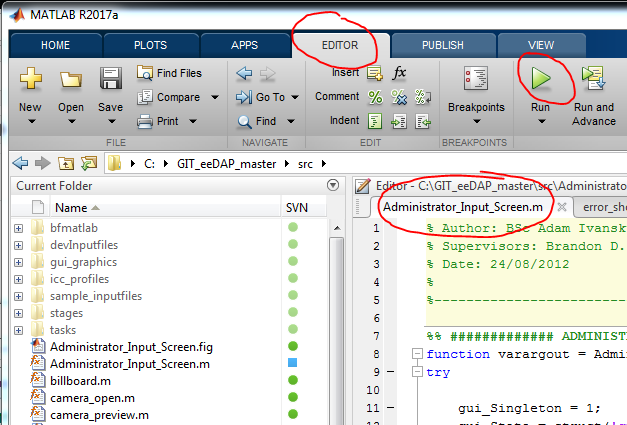 MATLAB R2017a
HOME PLOTS APPS EDITOR PUBLISH VIEW
New Open Save Find Files Compare Print
Go To Find
Insert fx
Comment
Indent
Breakpoints Run Run and Advance
FILE NAVIGATE EDIT BREAKPOINTS
C: GIT_eeDAP_master src
Current Folder
Name SVN
bfmatlab
devInputfiles
gui_graphics
icc_profiles
sample_inputfiles
stages
tasks
Administrator_Input_Screen.fig
Administrator_Input_Screen.m
billboard.m
camera_open.m
camera_preview.m
Editor - C:\GIT_eeDAP_master\src\Administrato
Administrator_Input_Screen.m
1 % Author: BSc Adam Ivansk
2 % Supervisors: Brandon D.
3 % Date: 24/08/2012
4 %
5 %
6
7 %% ############# ADMINIST
8 function varargout = Admi
9 try
10
11 gui_Singleton = 1;